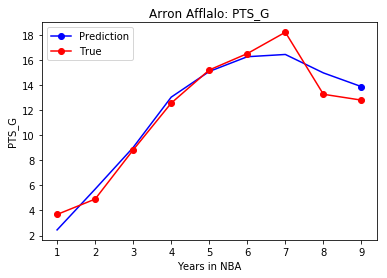 Arron Afflalo: PTS_G
Prediction
True
PTS_G
18
16
14
12
10
8
6
4
2
1 2 3 4 5 6 7 8 9
Years in NBA